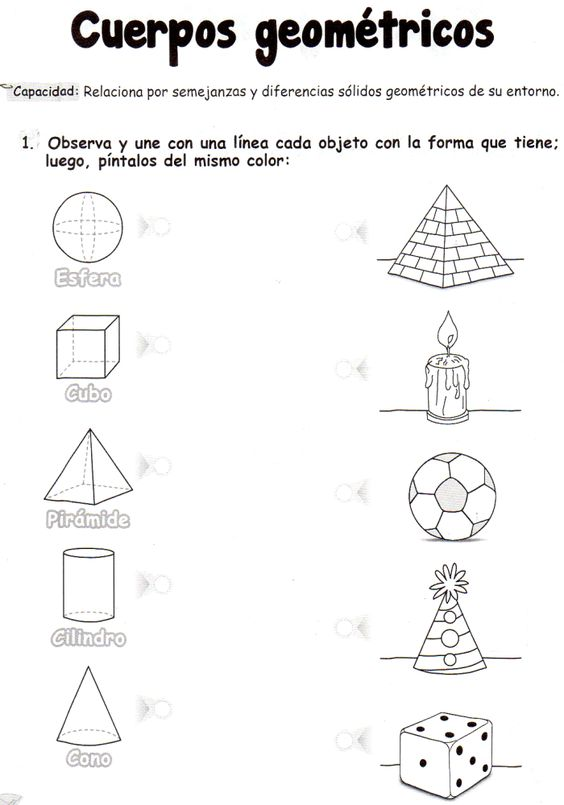 Cuerpos geométricos
Capacidad: Relaciona por semejanzas y diferencias sólidos geométricos de su entorno.
1. Observa y une con una línea cada objeto con la forma que tiene;
luego, píntalos del mismo color:
Esfera
Cubo
Pirámide
Cilindro
Cono